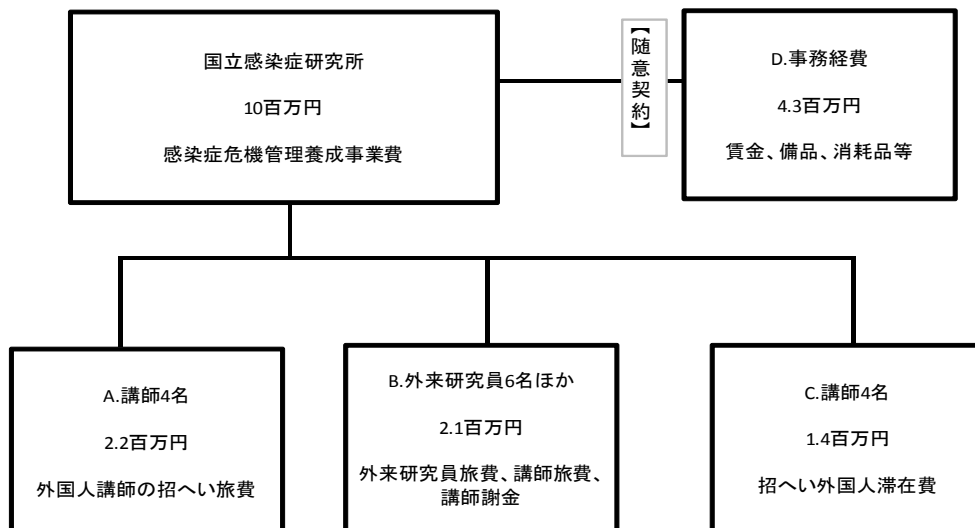 国立感染症研究所
10百万円
感染症危機管理養成事業費
【随意契約】
D.事務経費
4.3百万円
賃金、備品、消耗品等
A.講師4名
2.2百万円
外国人講師の招へい旅費
B.外来研究員6名ほか
2.1百万円
外来研究員旅費、講師旅費、
講師謝金
C.講師4名
1.4百万円
招へい外国人滞在費